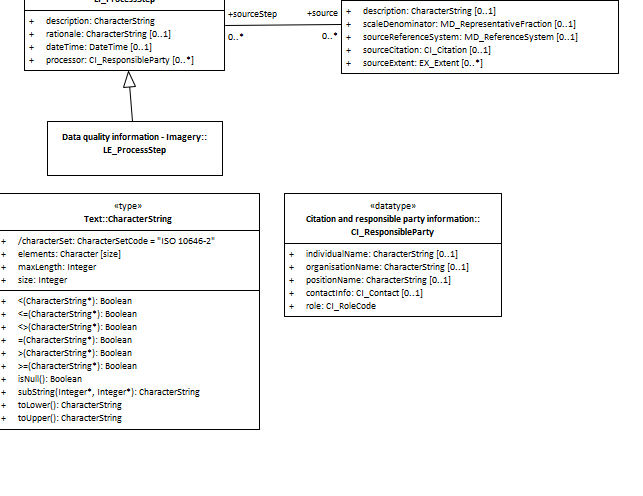 + description: CharacterString
+ rationale: CharacterString [0..1]
+ dateTime: DateTime [0..1]
+ processor: CI_ResponsibleParty [0..*]
+sourceStep
+source
0..*
0..*
+ description: CharacterString [0..1]
+ scaleDenominator: MD_RepresentativeFraction [0..1]
+ sourceReferenceSystem: MD_ReferenceSystem [0..1]
+ sourceCitation: CI_Citation [0..1]
+ sourceExtent: EX_Extent [0..*]
Data quality information - Imagery::
LE_ProcessStep
«type»
Text::CharacterString
+ /characterSet: CharacterSetCode = "ISO 10646-2"
+ elements: Character [size]
+ maxLength: Integer
+ size: Integer
+ <(CharacterString*): Boolean
+ <=(CharacterString*): Boolean
+ <>(CharacterString*): Boolean
+ =(CharacterString*): Boolean
+ >(CharacterString*): Boolean
+ >=(CharacterString*): Boolean
+ isNull(): Boolean
+ subString(Integer*, Integer*): CharacterString
+ toLower(): CharacterString
+ toUpper(): CharacterString
«datatype»
Citation and responsible party information::
CI_ResponsibleParty
+ individualName: CharacterString [0..1]
+ organisationName: CharacterString [0..1]
+ positionName: CharacterString [0..1]
+ contactInfo: CI_Contact [0..1]
+ role: CI_RoleCode